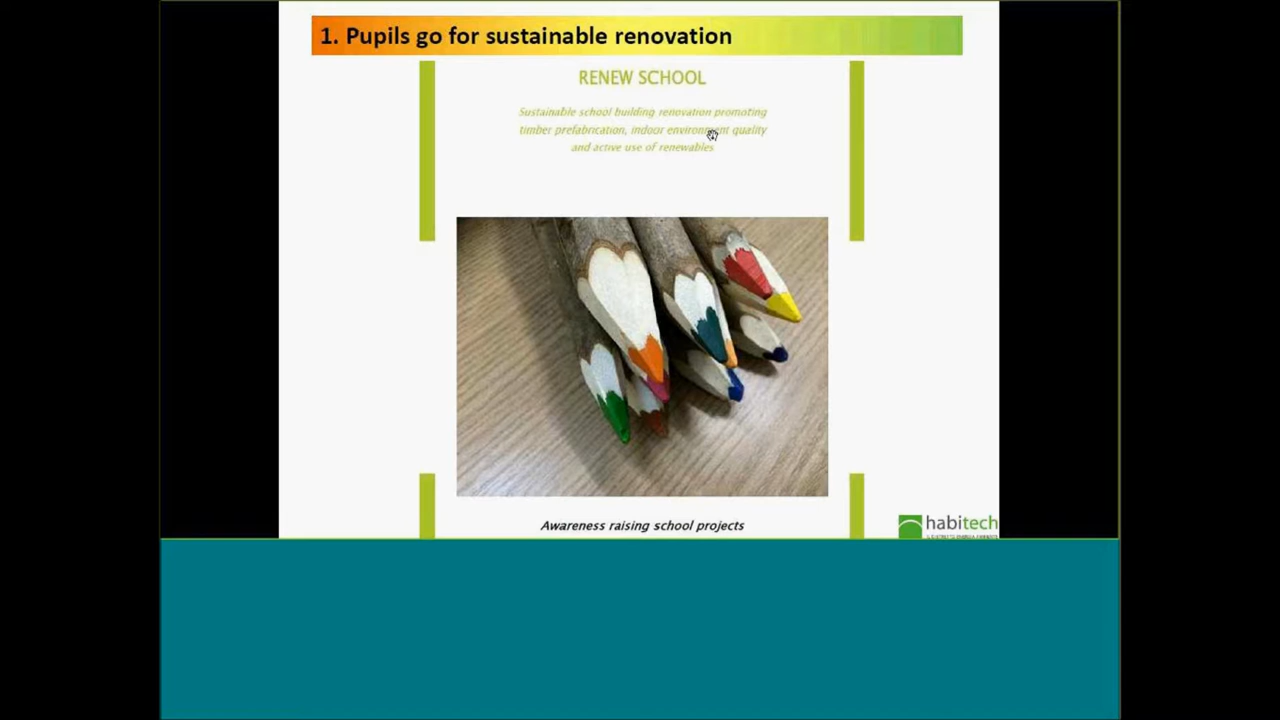 1. Pupils go for sustainable renovation
RENEW SCHOOL
Sustainable school building renovation promoting
timber prefabrication, indoor environment quality
and active use of renewables
Awareness raising school projects
habitech